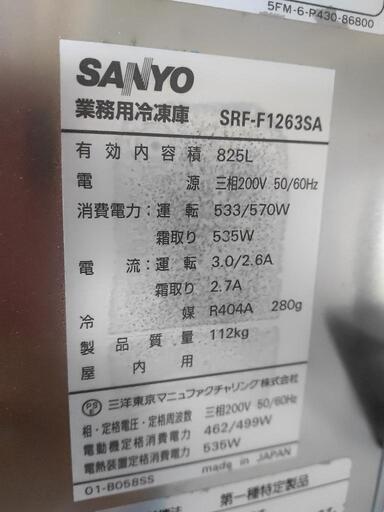 5FM-6-P430-86800
SANYO
業務用冷凍庫 SRF-F1263SA
有効内容積 825L
電源 三相200V 50/60Hz
消費電力：運転 533/570W
霜取り 535W
電流：運転 3.0/2.6A
霜取り 2.7A
冷媒 R404A 280g
製品質量 112kg
屋内用
PS E 三洋東京マニュファクチャリング株式会社
相・定格電圧・定格周波数 三相200V 50/60Hz
電動機定格消費電力 462/499W
電熱装置定格消費電力 535W
01-B058SS made in JAPAN
第一種特定製品